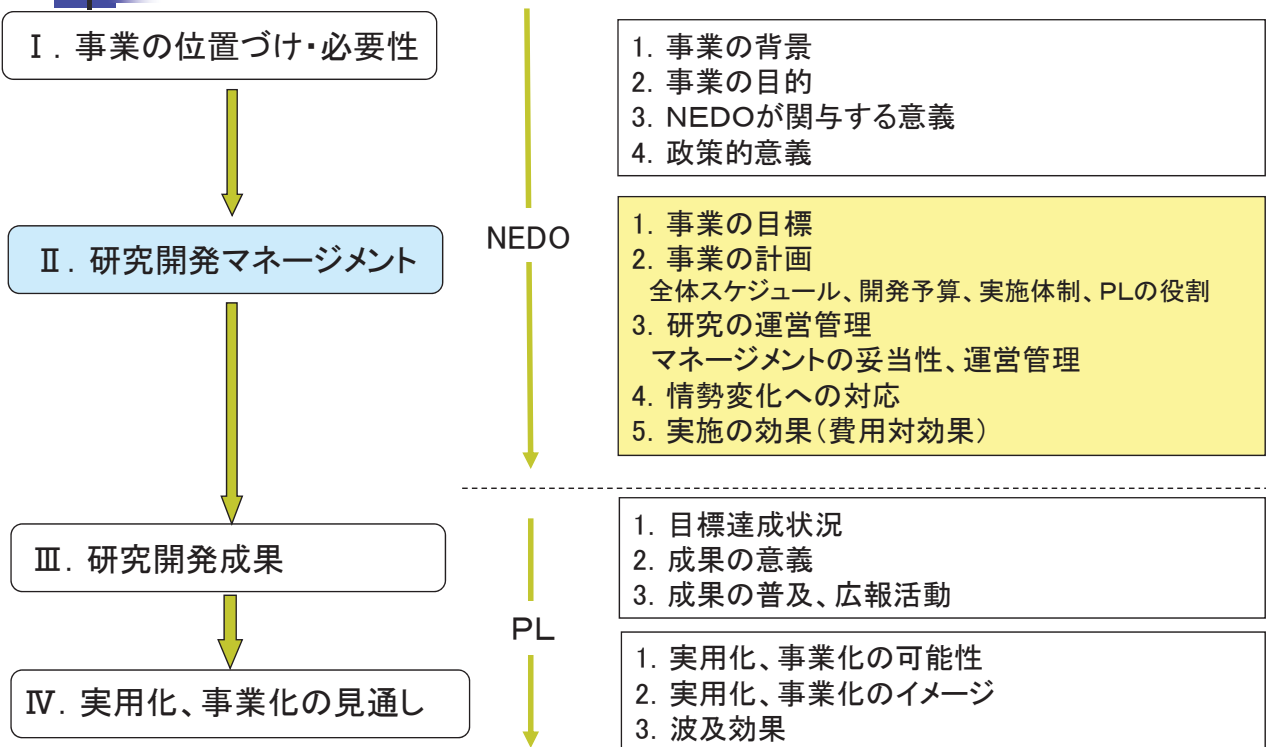 Ⅰ. 事業の位置づけ・必要性
1. 事業の背景
2. 事業の目的
3. NEDOが関与する意義
4. 政策的意義
NEDO
Ⅱ. 研究開発マネージメント
1. 事業の目標
2. 事業の計画
全体スケジュール、開発予算、実施体制、PLの役割
3. 研究の運営管理
マネージメントの妥当性、運営管理
4. 情勢変化への対応
5. 実施の効果(費用対効果)
Ⅲ. 研究開発成果
1. 目標達成状況
2. 成果の意義
3. 成果の普及、広報活動
PL
Ⅳ. 実用化、事業化の見通し
1. 実用化、事業化の可能性
2. 実用化、事業化のイメージ
3. 波及効果